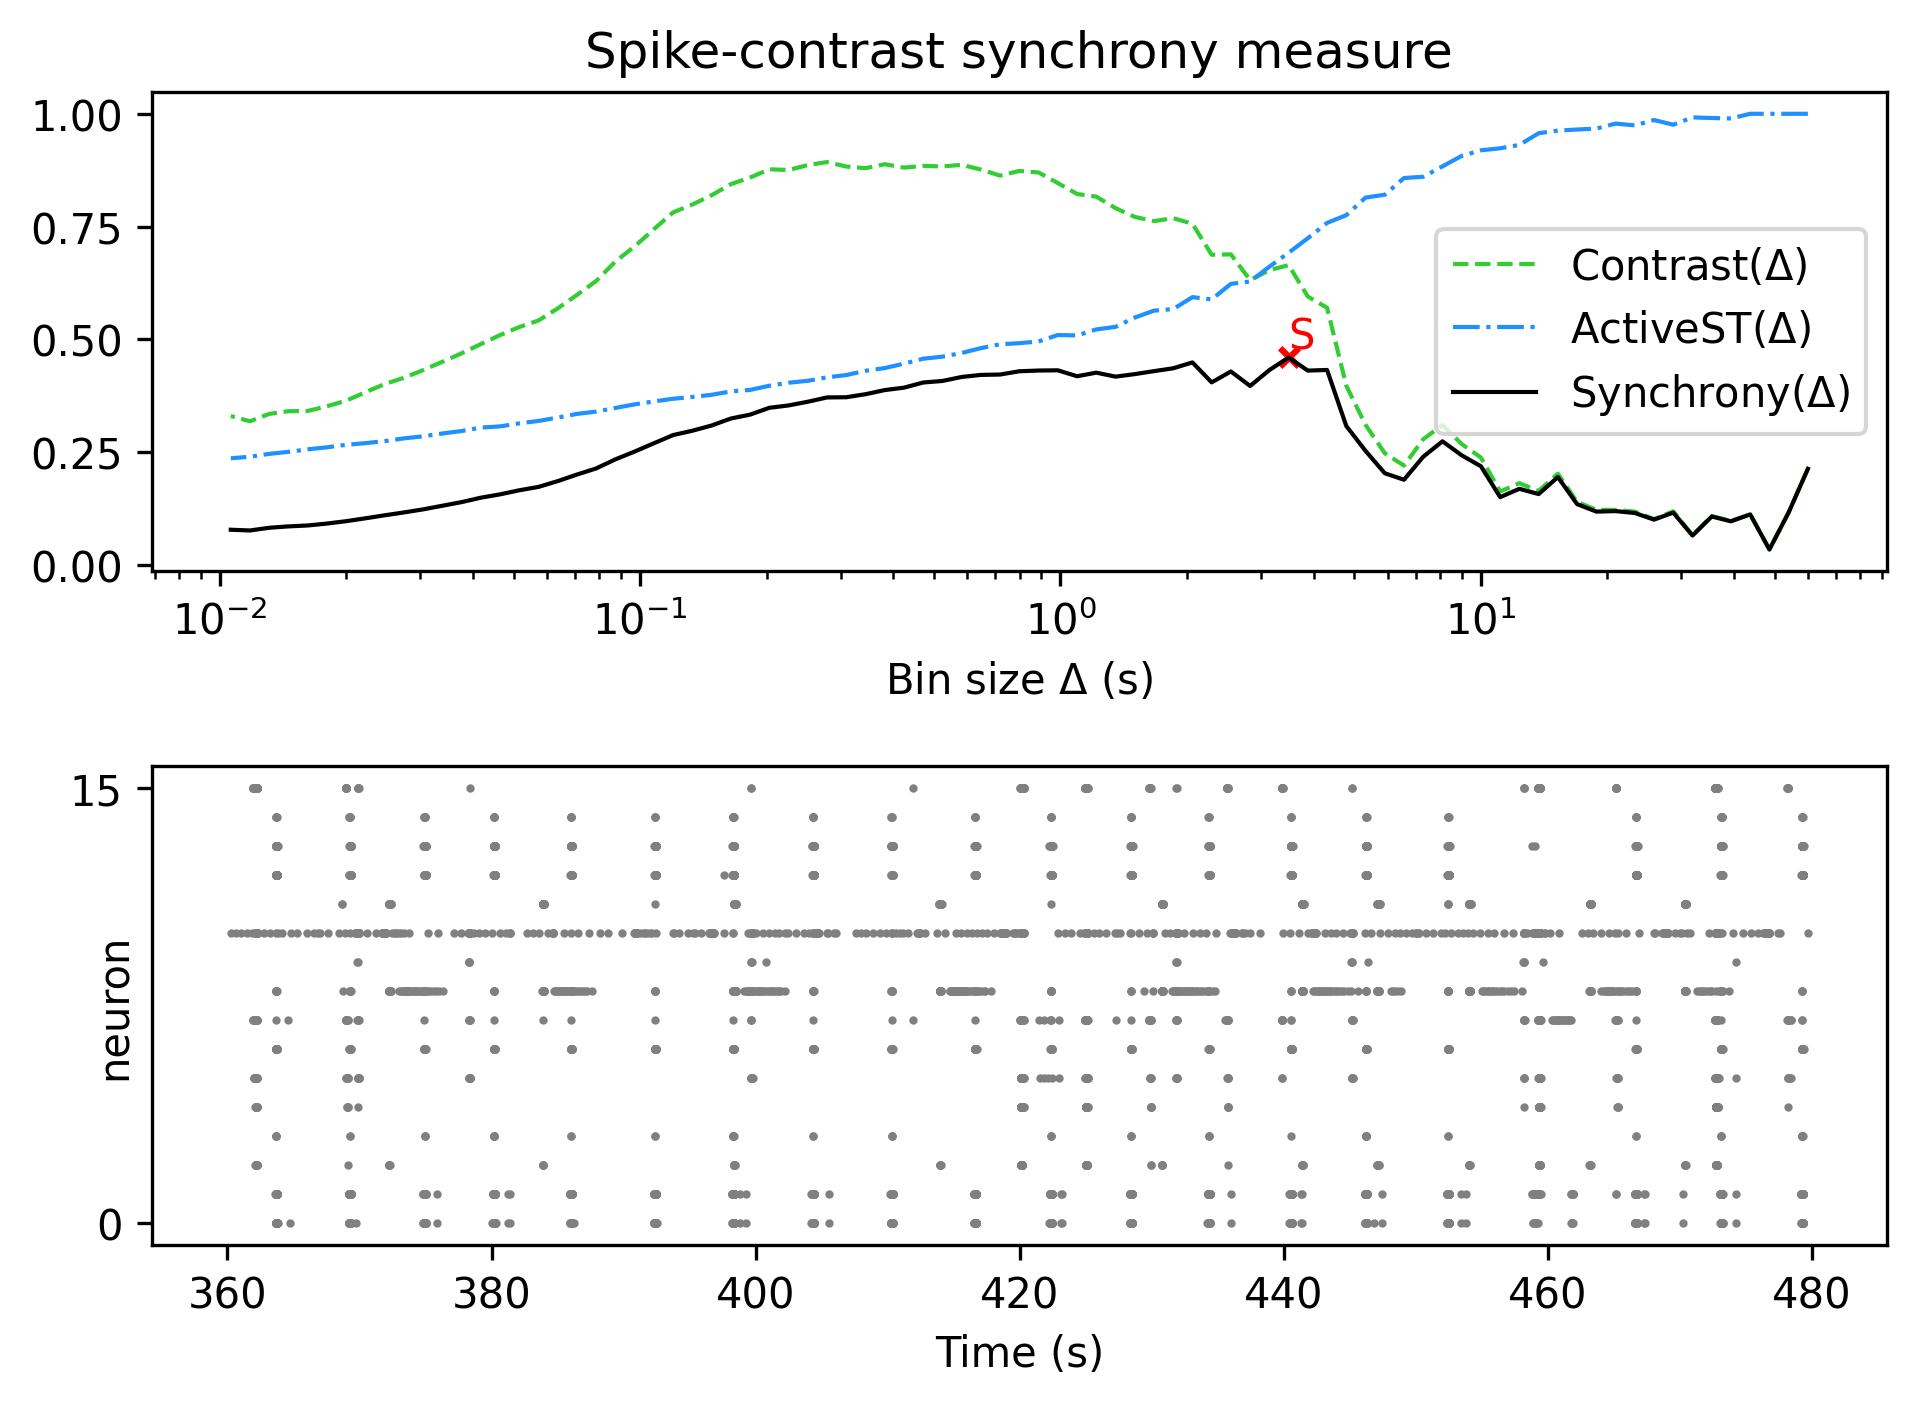 Spike-contrast synchrony measure
1.00
0.75
0.50
0.25
0.00
S
Contrast(Δ)
ActiveST(Δ)
Synchrony(Δ)
10⁻² 10⁻¹ 10⁰ 10¹
Bin size Δ (s)
15
neuron
0
360 380 400 420 440 460 480
Time (s)